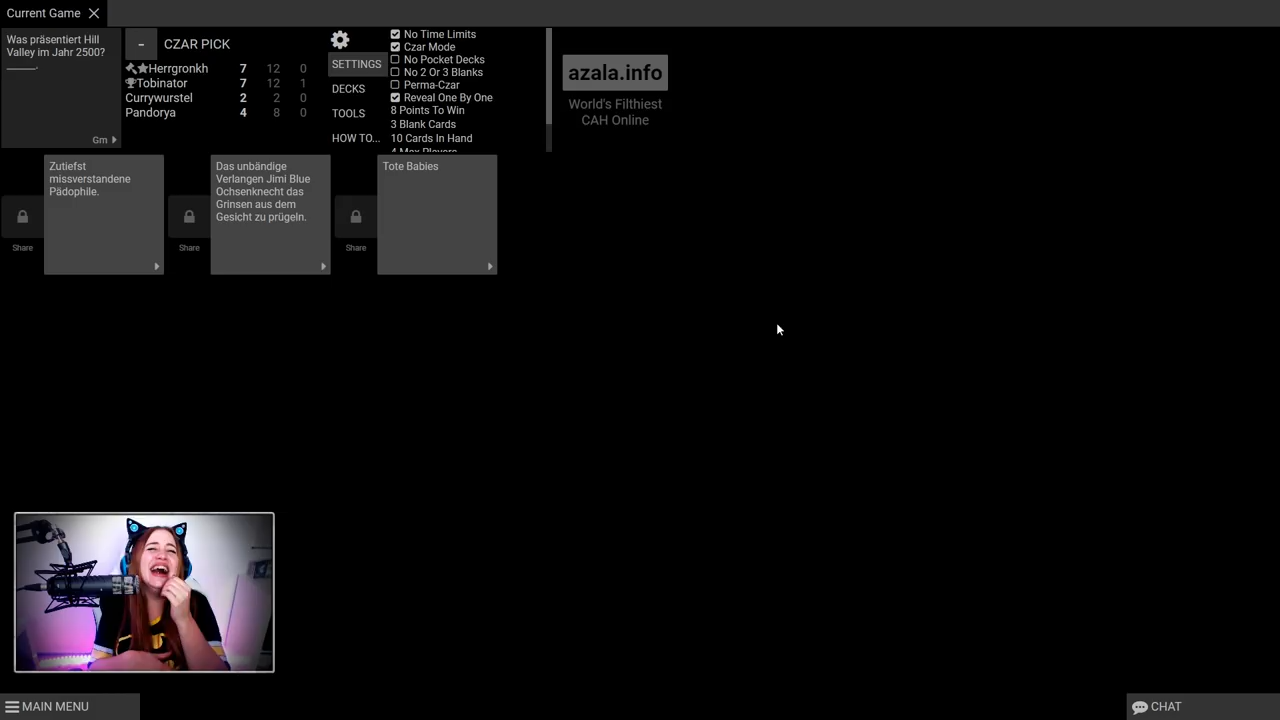 Current Game
Was präsentiert Hill
Valley im Jahr 2500?
______.
Gm
-
CZAR PICK
Herrgronkh 7 12 0
Tobinator 7 12 1
Currywurstel 2 2 0
Pandorya 4 8 0
SETTINGS
DECKS
TOOLS
HOW TO...
No Time Limits
Czar Mode
No Pocket Decks
No 2 Or 3 Blanks
Perma-Czar
Reveal One By One
8 Points To Win
3 Blank Cards
10 Cards In Hand
4 Max Players
azala.info
World's Filthiest
CAH Online
Share
Zutiefst
missverstandene
Pädophile.
Share
Das unbändige
Verlangen Jimi Blue
Ochsenknecht das
Grinsen aus dem
Gesicht zu prügeln.
Share
Tote Babies
MAIN MENU
CHAT